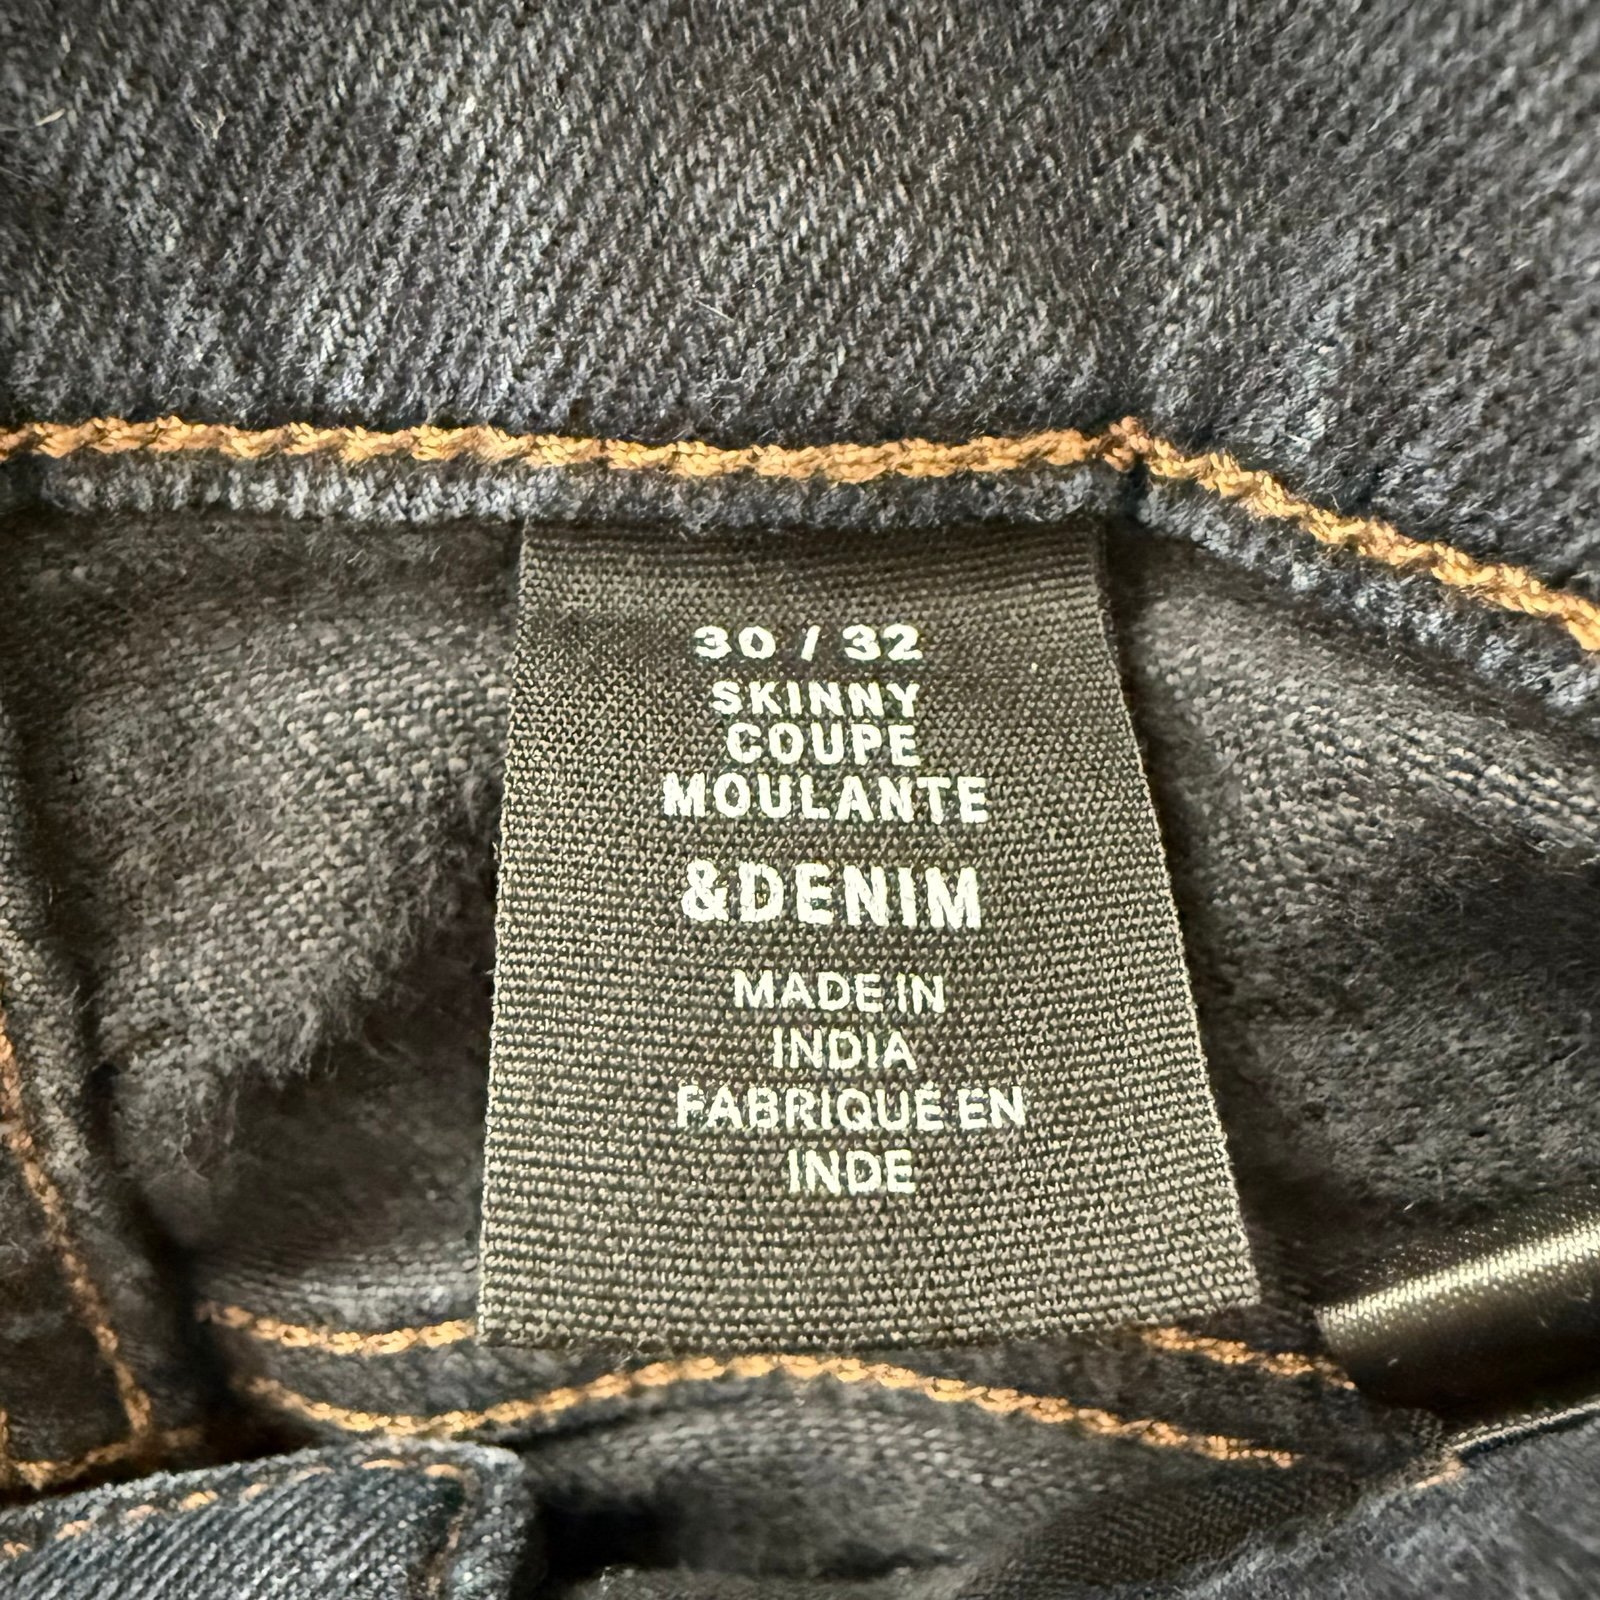 30 / 32
SKINNY
COUPE
MOULANTE
&DENIM
MADE IN
INDIA
FABRIQUÉ EN
INDE